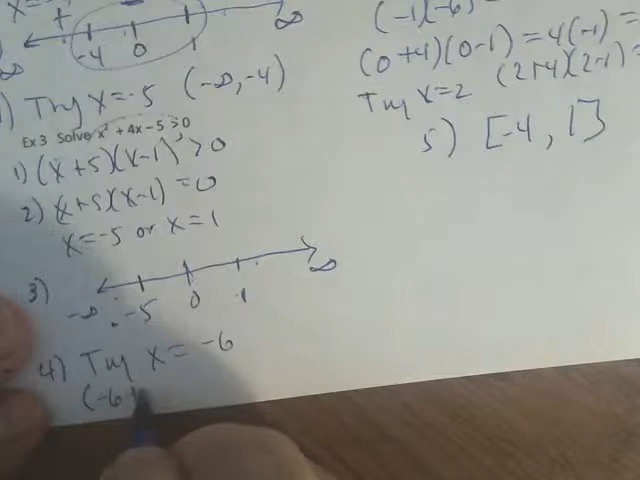 x=
+
-4 0 1 ∞
∞
) Try x=-5 (-∞,-4)
Ex 3 Solve x² + 4x - 5 > 0
1) (x+5)(x-1) > 0
2) (x+5)(x-1) = 0
x=-5 or x=1
3)
-∞ -5 0 1 ∞
4) Try x=-6
(-6
(-1)(-6)
(0+4)(0-1) = 4(-1) =
Try x=2 (2+4)(2-1) =
5) [-4, 1]